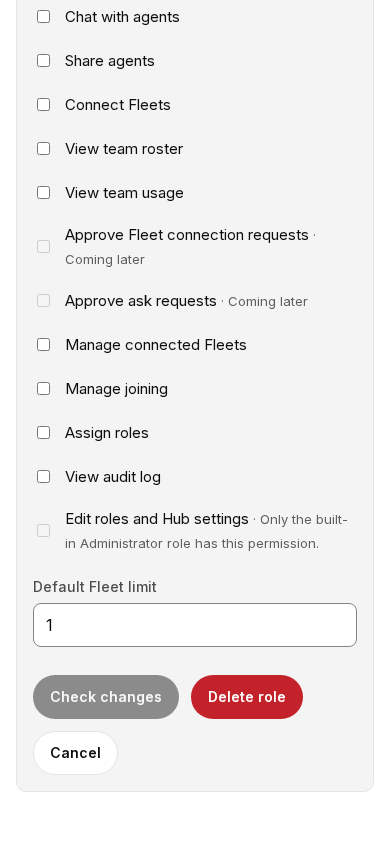 Chat with agents
Share agents
Connect Fleets
View team roster
View team usage
Approve Fleet connection requests ·
Coming later
Approve ask requests · Coming later
Manage connected Fleets
Manage joining
Assign roles
View audit log
Edit roles and Hub settings · Only the built-
in Administrator role has this permission.
Default Fleet limit
1
Check changes
Delete role
Cancel